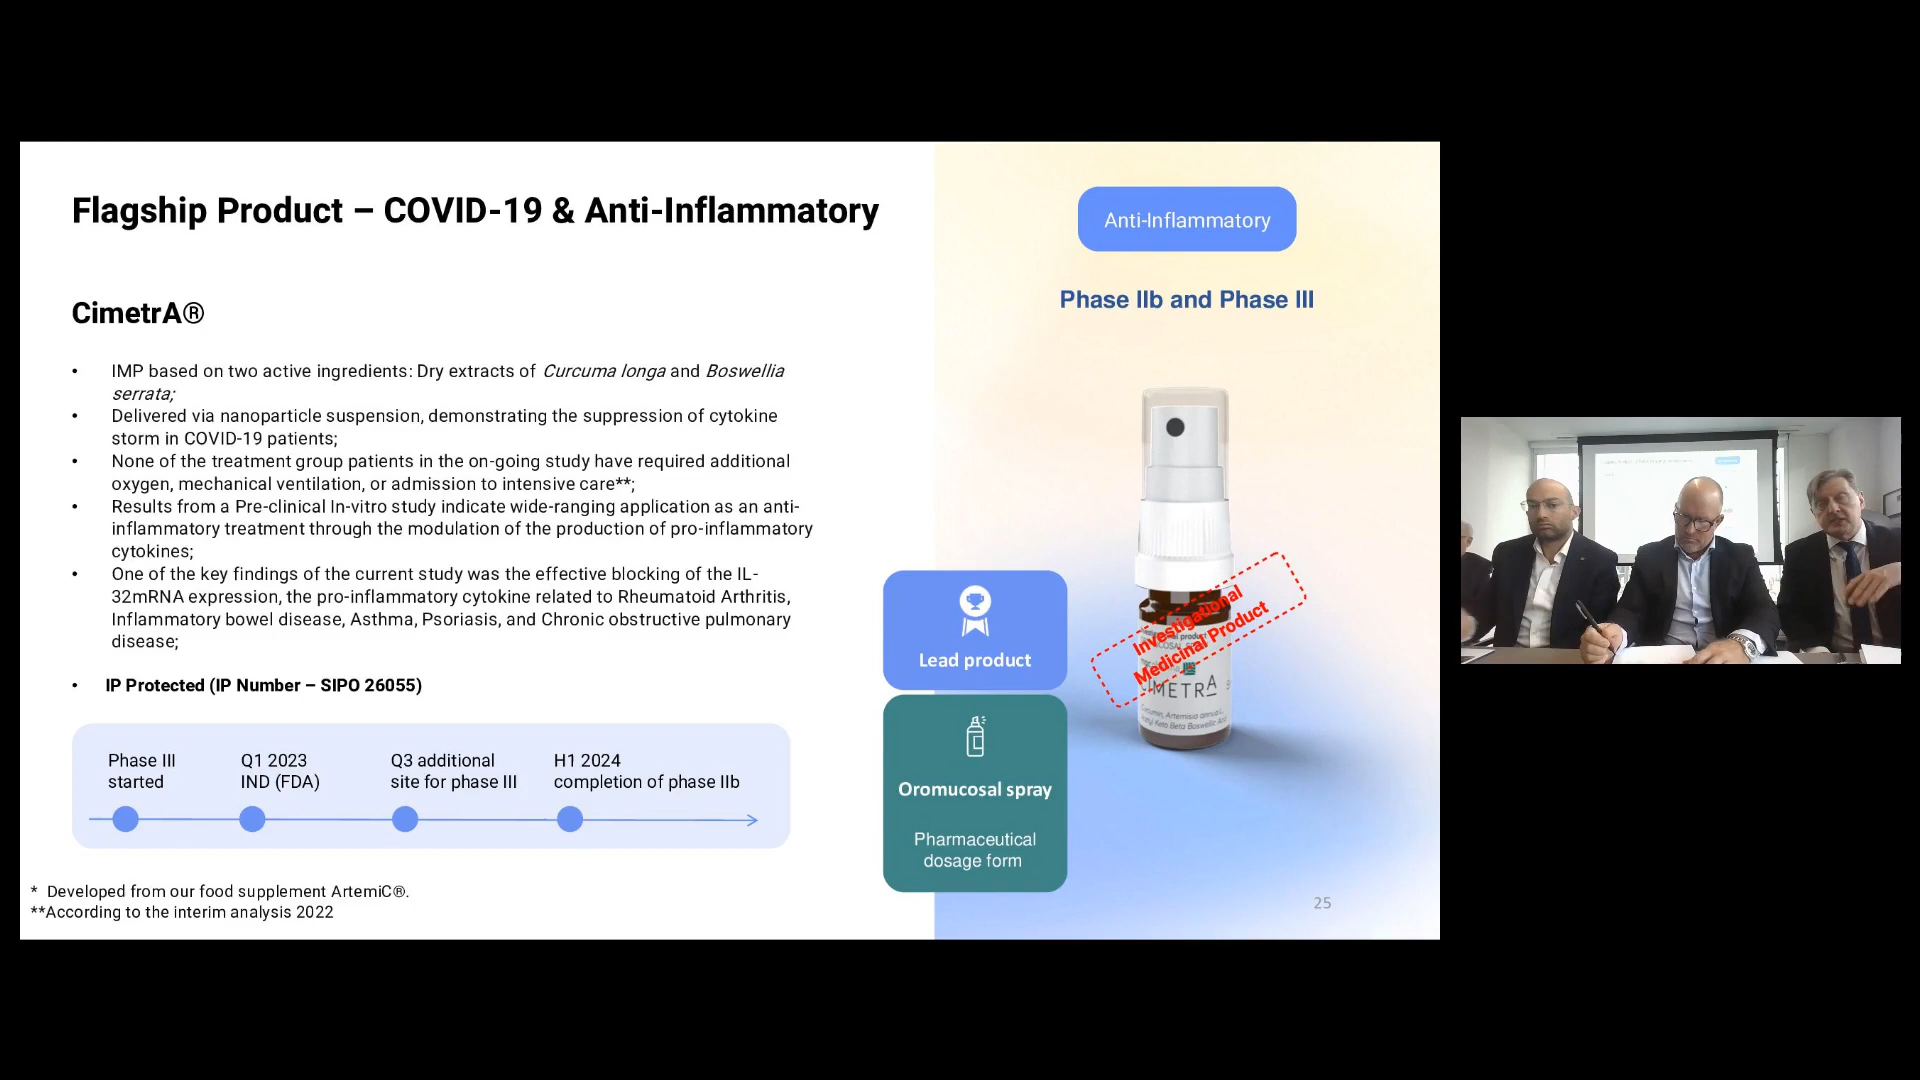 Flagship Product – COVID-19 & Anti-Inflammatory
CimetrA®
• IMP based on two active ingredients: Dry extracts of Curcuma longa and Boswellia
serrata;
• Delivered via nanoparticle suspension, demonstrating the suppression of cytokine
storm in COVID-19 patients;
• None of the treatment group patients in the on-going study have required additional
oxygen, mechanical ventilation, or admission to intensive care**;
• Results from a Pre-clinical In-vitro study indicate wide-ranging application as an anti-
inflammatory treatment through the modulation of the production of pro-inflammatory
cytokines;
• One of the key findings of the current study was the effective blocking of the IL-
32mRNA expression, the pro-inflammatory cytokine related to Rheumatoid Arthritis,
Inflammatory bowel disease, Asthma, Psoriasis, and Chronic obstructive pulmonary
disease;
• IP Protected (IP Number – SIPO 26055)
Phase III
started
Q1 2023
IND (FDA)
Q3 additional
site for phase III
H1 2024
completion of phase IIb
* Developed from our food supplement ArtemiC®.
**According to the interim analysis 2022
Anti-Inflammatory
Phase IIb and Phase III
Investigational
Medicinal Product
CIMETRA
Curcumin, Artemisia
Keto Beta Boswellic Acid
Lead product
Oromucosal spray
Pharmaceutical
dosage form
25